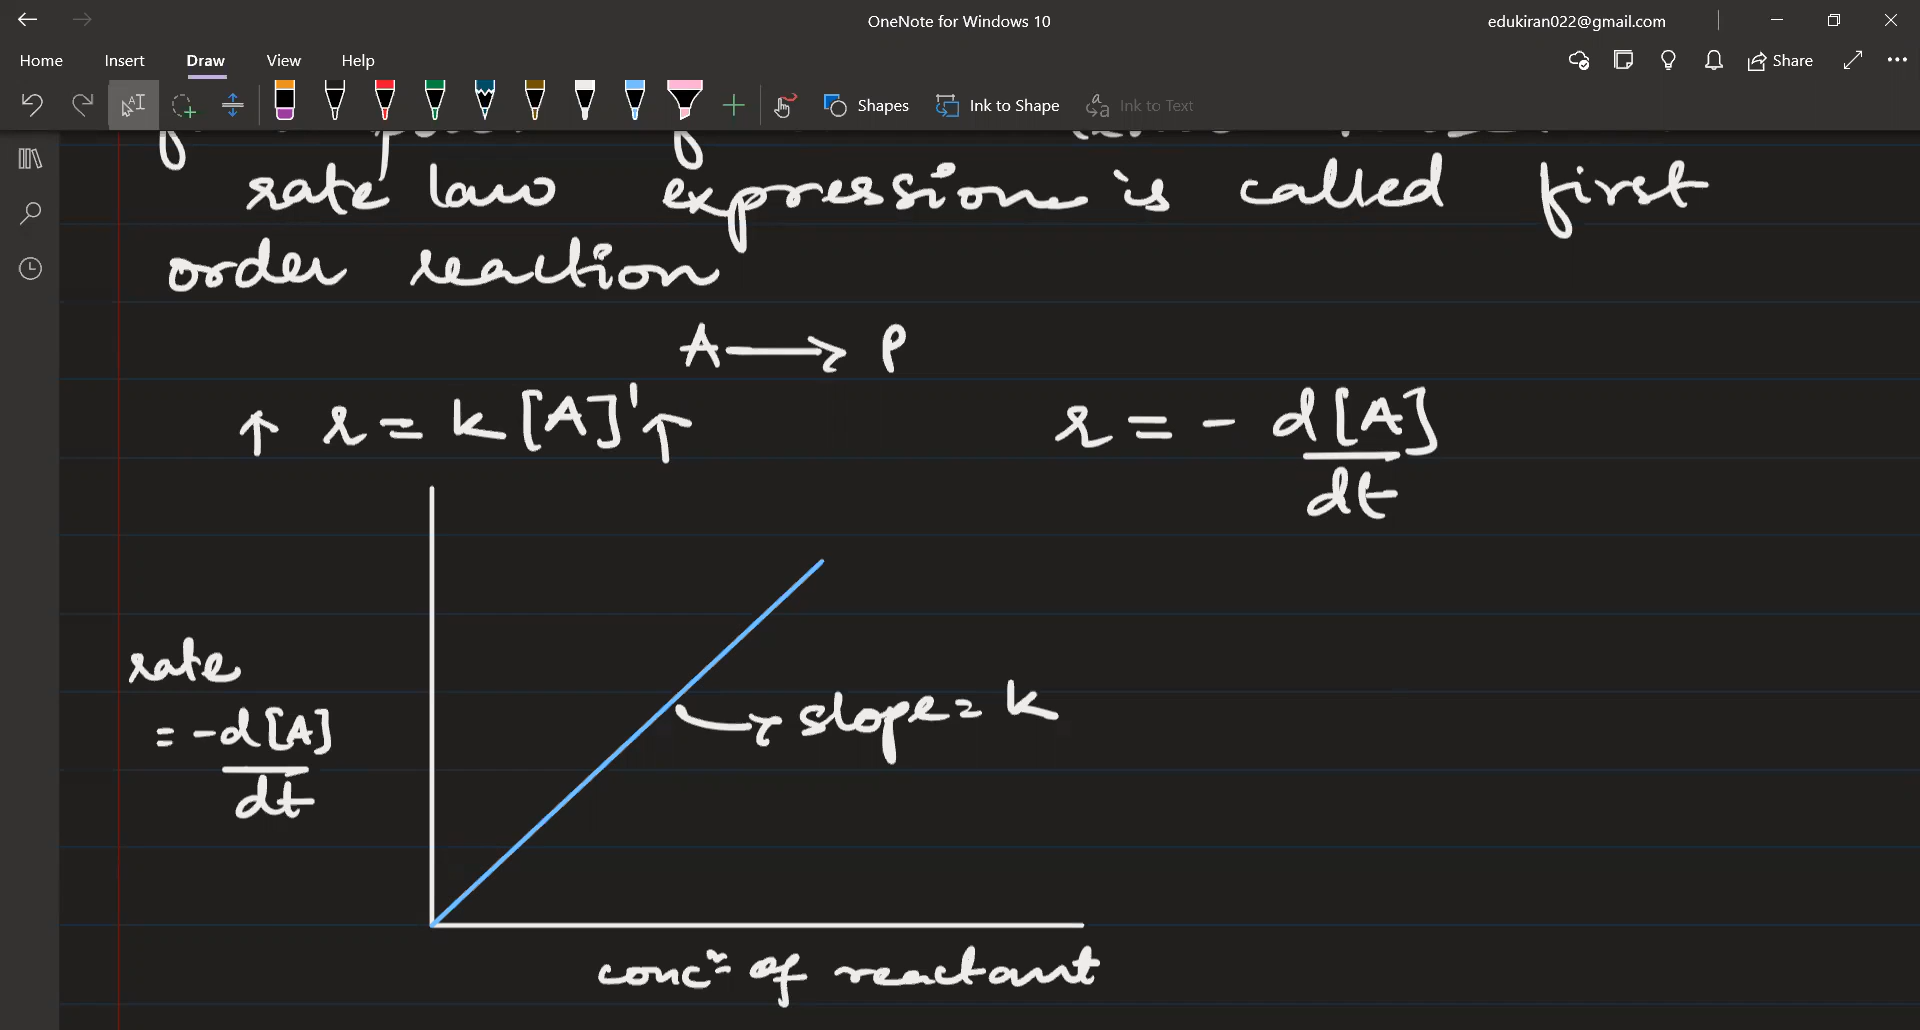 OneNote for Windows 10
edukiran022@gmail.com
Home Insert Draw View Help
Share
Shapes Ink to Shape Ink to Text
rate law expression is called first
order reaction
A → P
↑ r = k[A]¹ ↑
r = - d[A]
dt
rate
= -d[A]
dt
slope = k
concⁿ of reactant